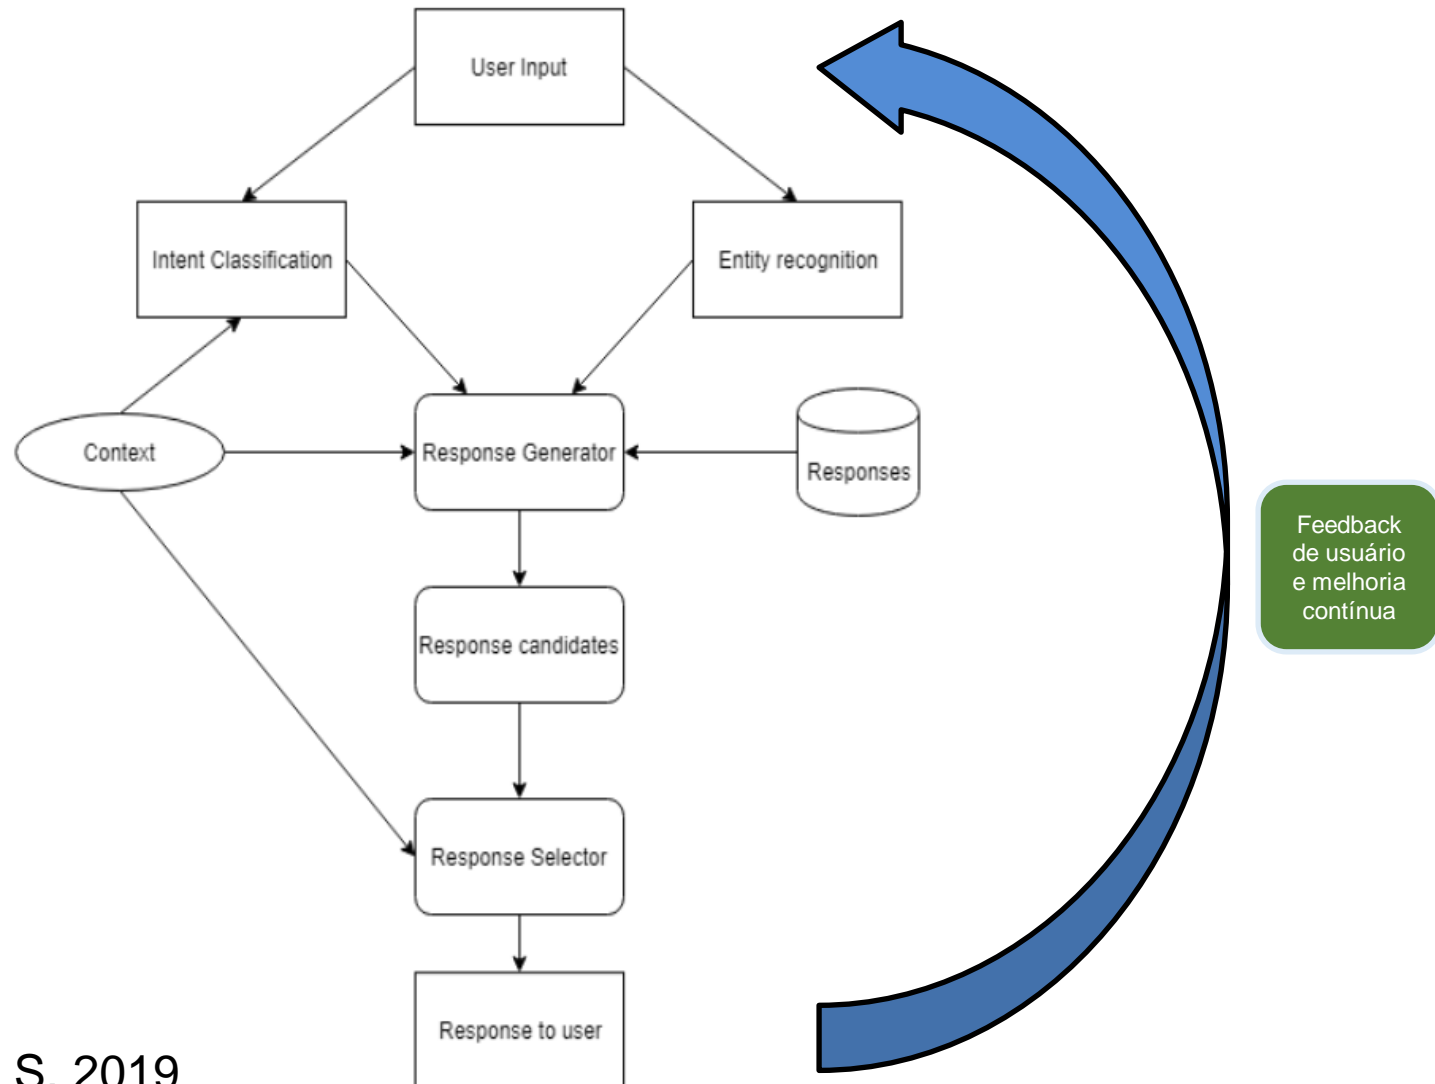 User Input
Intent Classification
Entity recognition
Context
Response Generator
Responses
Feedback
de usuário
e melhoria
contínua
Response candidates
Response Selector
Response to user
S. 2019